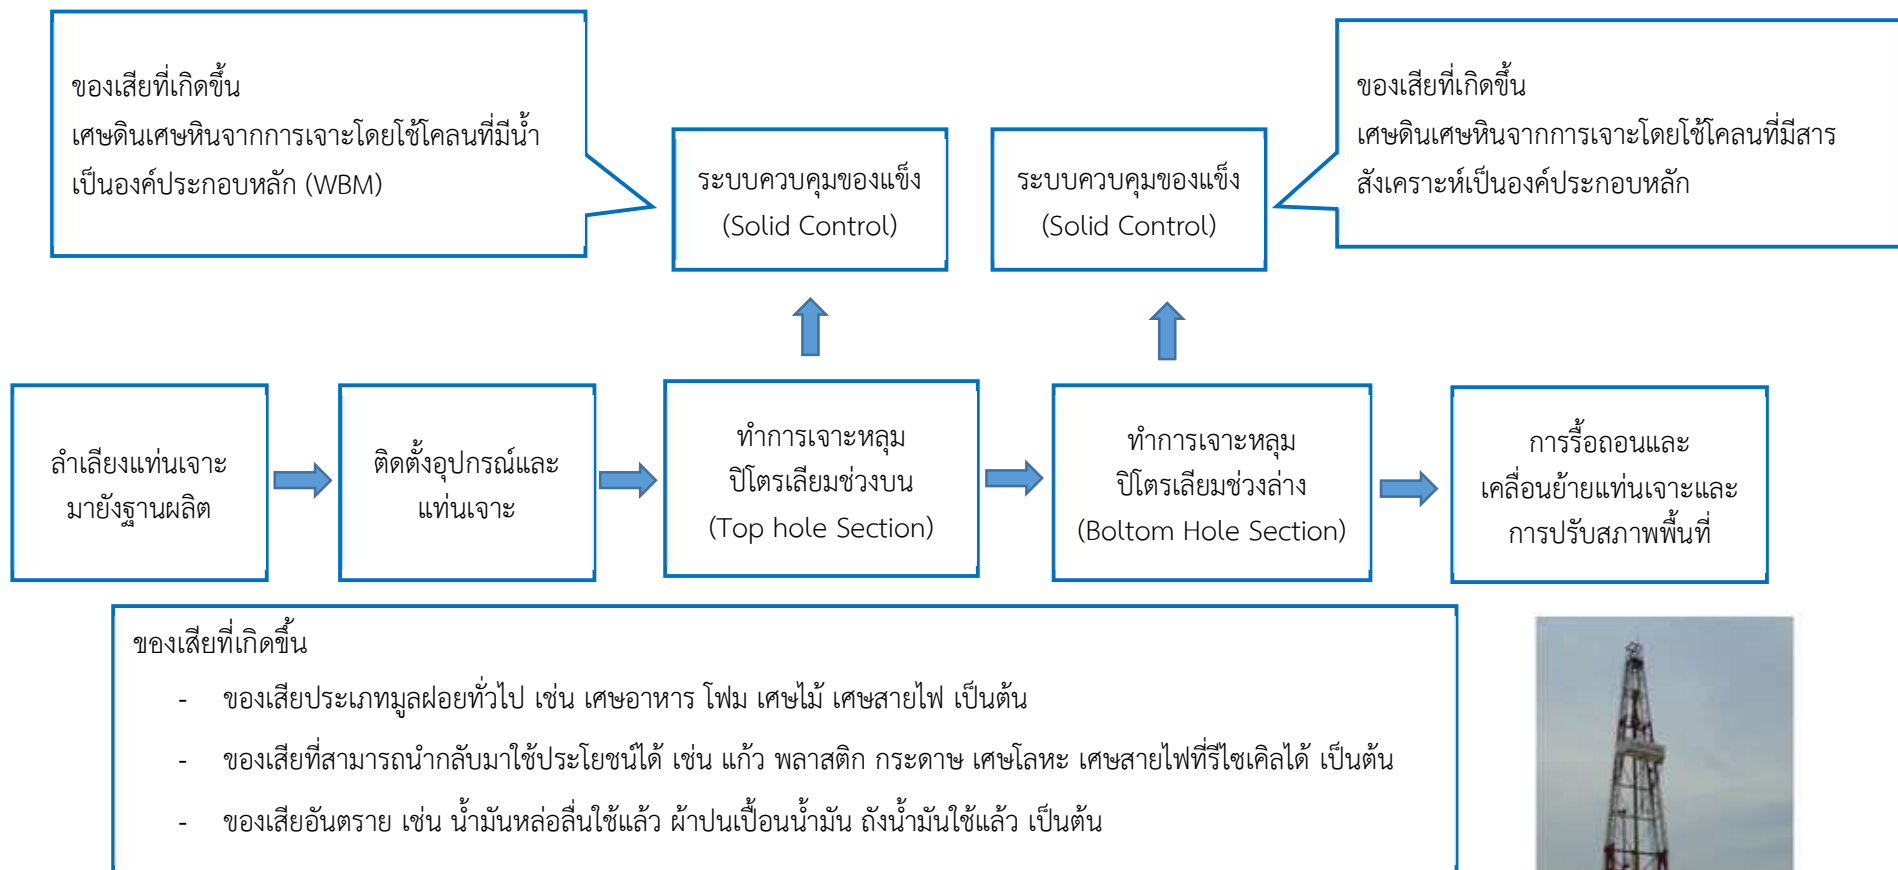 ของเสียที่เกิดขึ้น
เศษดินเศษหินจากการเจาะโดยโช้โคลนที่มีน้ำ
เป็นองค์ประกอบหลัก (WBM)
ระบบควบคุมของแข็ง
(Solid Control)
ระบบควบคุมของแข็ง
(Solid Control)
ของเสียที่เกิดขึ้น
เศษดินเศษหินจากการเจาะโดยโช้โคลนที่มีสาร
สังเคราะห์เป็นองค์ประกอบหลัก
ลำเลียงแท่นเจาะ
มายังฐานผลิต
ติดตั้งอุปกรณ์และ
แท่นเจาะ
ทำการเจาะหลุม
ปิโตรเลียมช่วงบน
(Top hole Section)
ทำการเจาะหลุม
ปิโตรเลียมช่วงล่าง
(Boltom Hole Section)
การรื้อถอนและ
เคลื่อนย้ายแท่นเจาะและ
การปรับสภาพพื้นที่
ของเสียที่เกิดขึ้น
- ของเสียประเภทมูลฝอยทั่วไป เช่น เศษอาหาร โฟม เศษไม้ เศษสายไฟ เป็นต้น
- ของเสียที่สามารถนำกลับมาใช้ประโยชน์ได้ เช่น แก้ว พลาสติก กระดาษ เศษโลหะ เศษสายไฟที่รีไซเคิลได้ เป็นต้น
- ของเสียอันตราย เช่น น้ำมันหล่อลื่นใช้แล้ว ผ้าปนเปื้อนน้ำมัน ถังน้ำมันใช้แล้ว เป็นต้น